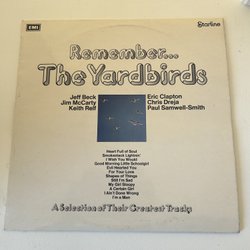 EMI
Starline
Remember...
The Yardbirds
Jeff Beck
Jim McCarty
Keith Relf
Eric Clapton
Chris Dreja
Paul Samwell-Smith
Heart Full of Soul
Smokestack Lightnin'
I Wish You Would
Good Morning Little Schoolgirl
Evil Hearted You
For Your Love
Shapes of Things
Still I'm Sad
My Girl Sloopy
A Certain Girl
I Ain't Done Wrong
I'm a Man
A Selection of Their Greatest Tracks